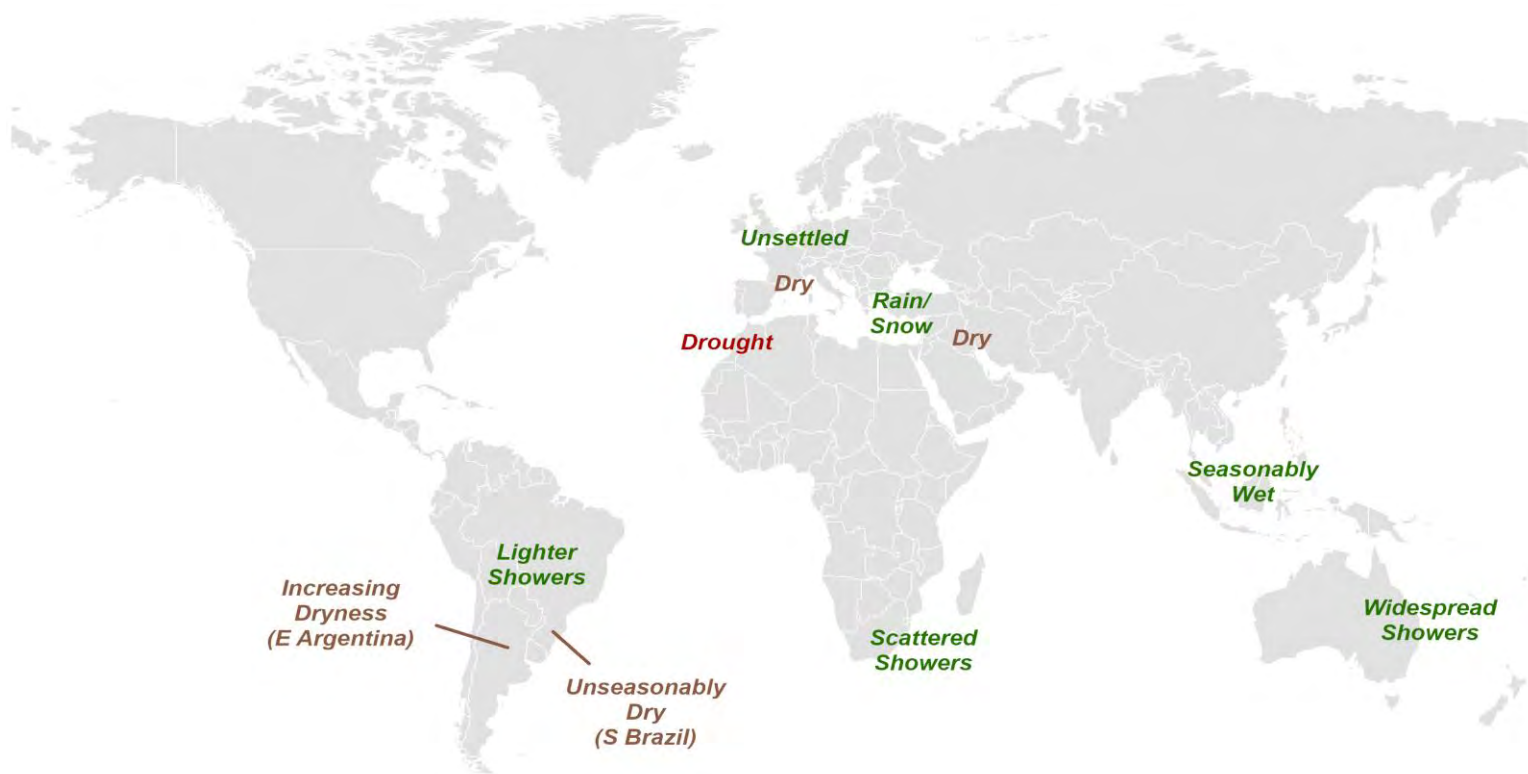 Unsettled
Dry
Rain/
Snow
Drought
Dry
Seasonably
Wet
Lighter
Showers
Increasing
Dryness
(E Argentina)
Widespread
Showers
Scattered
Showers
Unseasonably
Dry
(S Brazil)